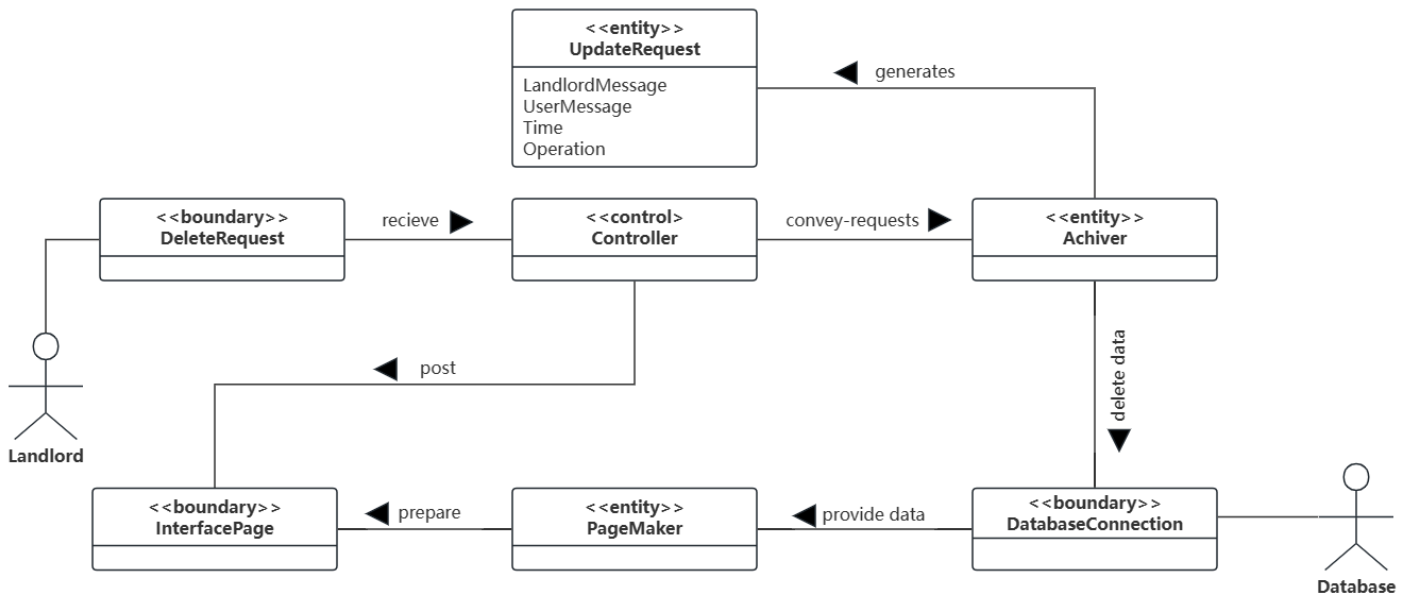 <<entity>>
UpdateRequest
LandlordMessage
UserMessage
Time
Operation
generates
<<boundary>>
DeleteRequest
recieve
<<control>
Controller
convey-requests
<<entity>>
Achiver
post
delete data
Landlord
<<boundary>>
InterfacePage
prepare
<<entity>>
PageMaker
provide data
<<boundary>>
DatabaseConnection
Database